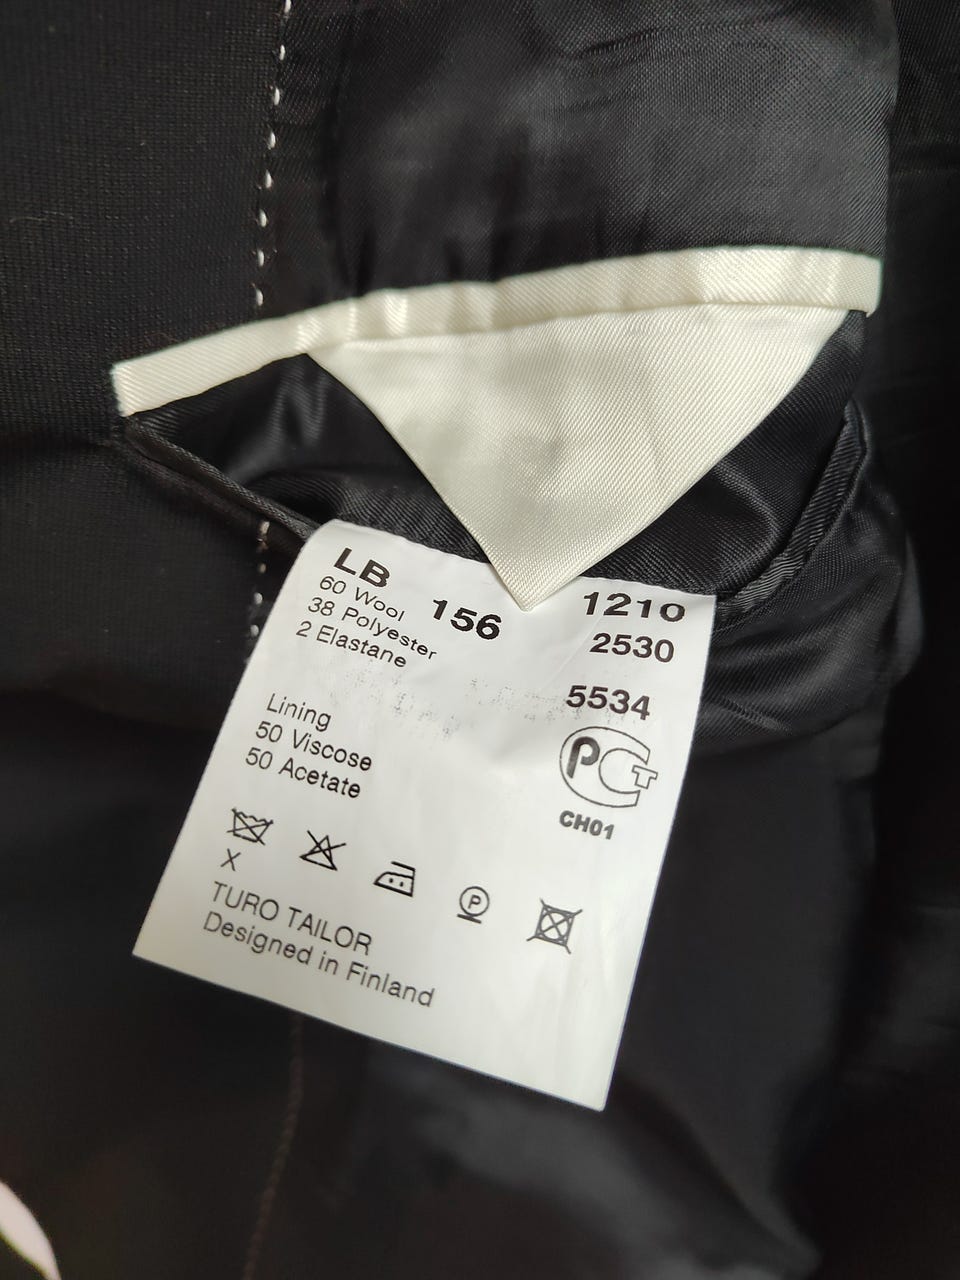 LB
60 Wool
38 Polyester
2 Elastane
156
1210
2530
5534
Lining
50 Viscose
50 Acetate
РСТ
CH01
P
X
TURO TAILOR
Designed in Finland